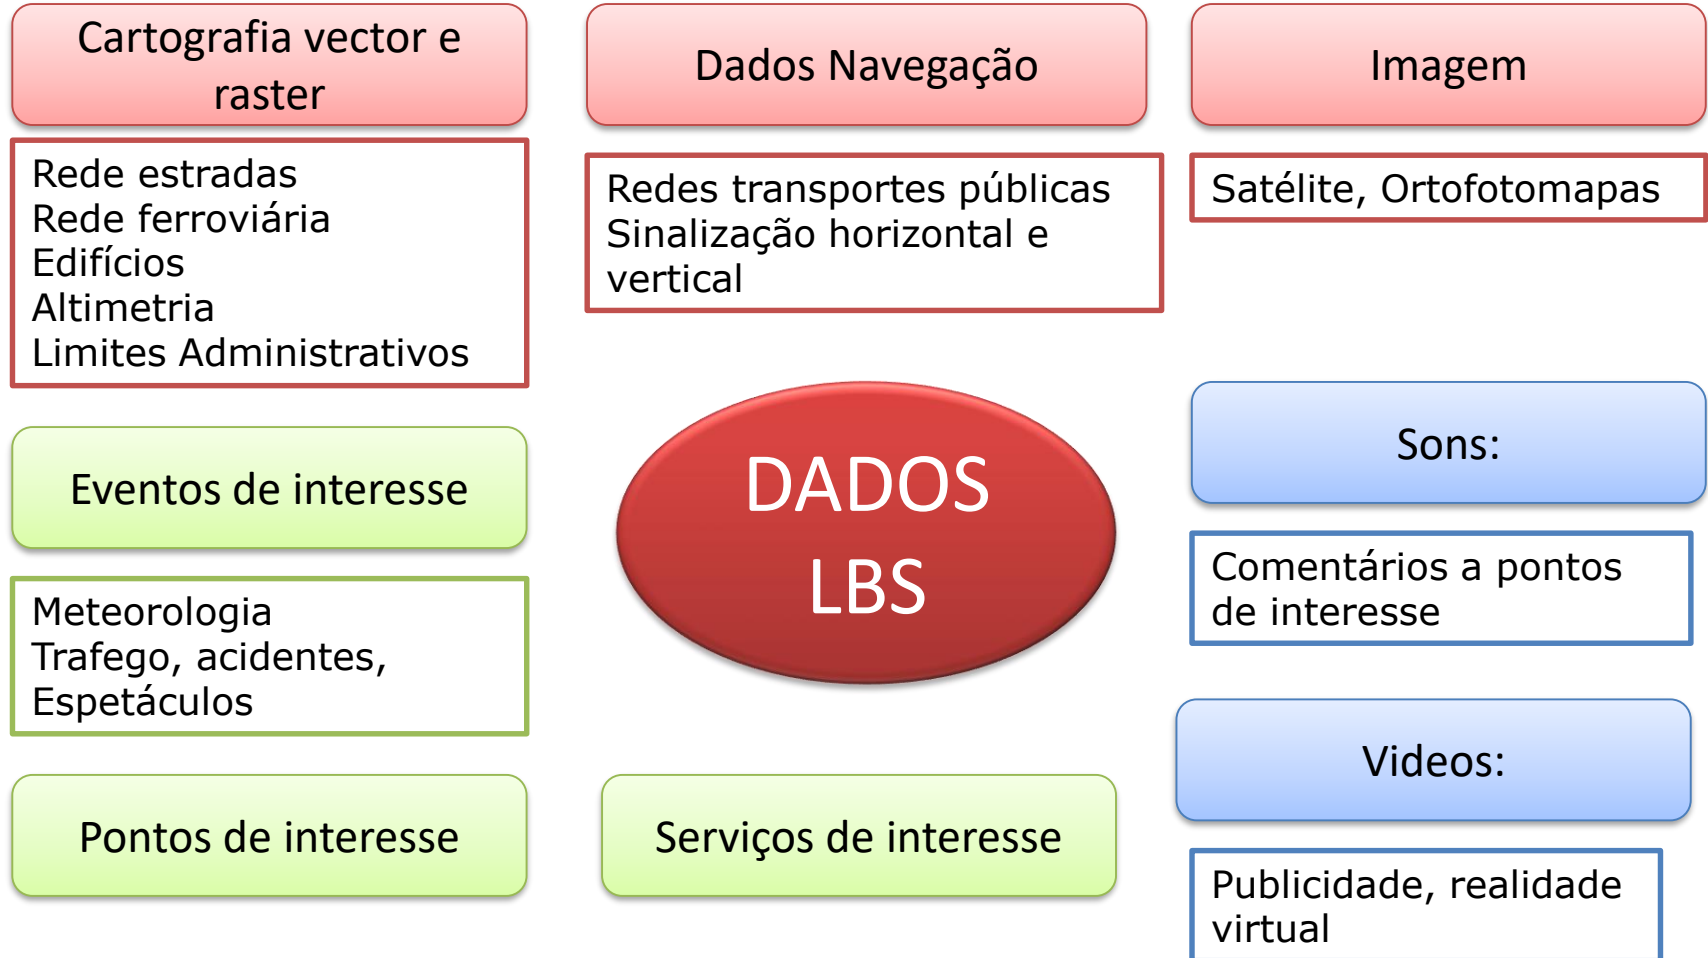 Cartografia vector e
raster
Rede estradas
Rede ferroviária
Edifícios
Altimetria
Limites Administrativos
Dados Navegação
Redes transportes públicas
Sinalização horizontal e
vertical
Imagem
Satélite, Ortofotomapas
DADOS
LBS
Eventos de interesse
Meteorologia
Trafego, acidentes,
Espetáculos
Sons:
Comentários a pontos
de interesse
Pontos de interesse
Serviços de interesse
Videos:
Publicidade, realidade
virtual